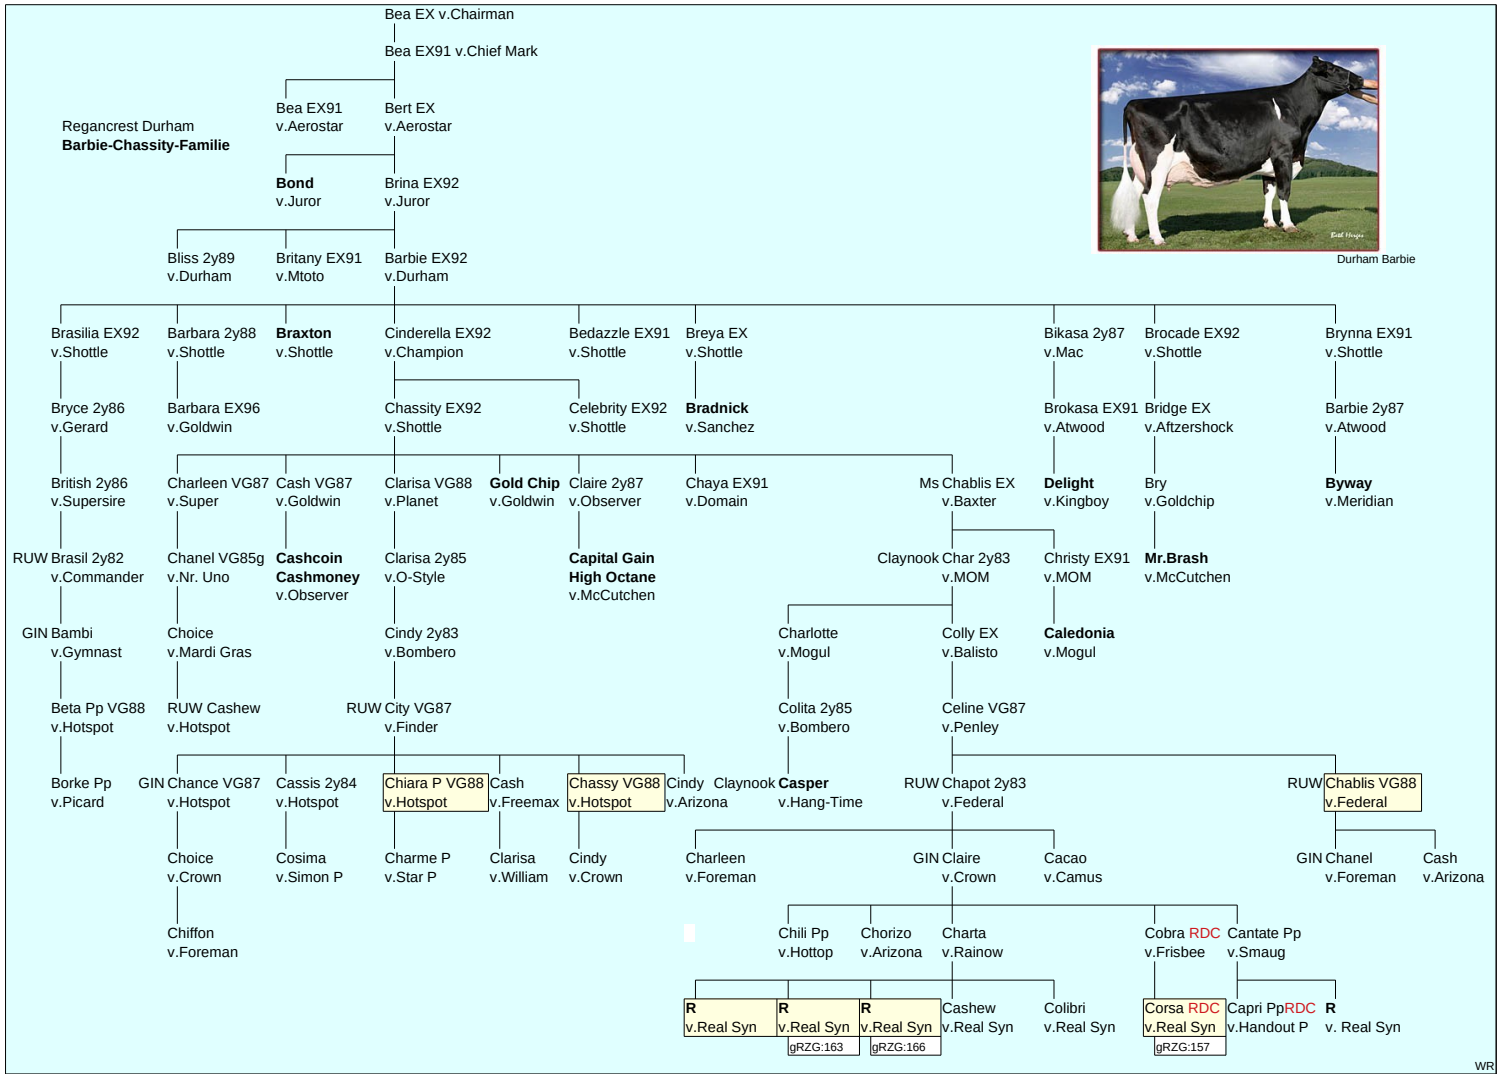 Bea EX v.Chairman
Bea EX91 v.Chief Mark
Bea EX91 Bert EX
v.Aerostar v.Aerostar
Regancrest Durham
Barbie-Chassity-Familie
Bond Brina EX92
v.Juror v.Juror
Bliss 2y89 Britany EX91 Barbie EX92
v.Durham v.Mtoto v.Durham
Beth Herges
Durham Barbie
Brasilia EX92 Barbara 2y88 Braxton Cinderella EX92 Bedazzle EX91 Breya EX Bikasa 2y87 Brocade EX92 Brynna EX91
v.Shottle v.Shottle v.Shottle v.Champion v.Shottle v.Shottle v.Mac v.Shottle v.Shottle
Bryce 2y86 Barbara EX96 Chassity EX92 Celebrity EX92 Bradnick Brokasa EX91 Bridge EX Barbie 2y87
v.Gerard v.Goldwin v.Shottle v.Shottle v.Sanchez v.Atwood v.Aftzershock v.Atwood
British 2y86 Charleen VG87 Cash VG87 Clarisa VG88 Gold Chip Claire 2y87 Chaya EX91 Ms Chablis EX Delight Bry Byway
v.Supersire v.Super v.Goldwin v.Planet v.Goldwin v.Observer v.Domain v.Baxter v.Kingboy v.Goldchip v.Meridian
RUW Brasil 2y82 Chanel VG85g Cashcoin Clarisa 2y85 Capital Gain Claynook Char 2y83 Christy EX91 Mr.Brash
v.Commander v.Nr. Uno Cashmoney v.O-Style High Octane v.MOM v.MOM v.McCutchen
v.Observer v.McCutchen
GIN Bambi Choice Cindy 2y83 Charlotte Colly EX Caledonia
v.Gymnast v.Mardi Gras v.Bombero v.Mogul v.Balisto v.Mogul
Beta Pp VG88 RUW Cashew RUW City VG87 Colita 2y85 Celine VG87
v.Hotspot v.Hotspot v.Finder v.Bombero v.Penley
Borke Pp GIN Chance VG87 Cassis 2y84 Chiara P VG88 Cash Chassy VG88 Cindy Claynook Casper RUW Chapot 2y83 RUW Chablis VG88
v.Picard v.Hotspot v.Hotspot v.Hotspot v.Freemax v.Hotspot v.Arizona v.Hang-Time v.Federal v.Federal
Choice Cosima Charme P Clarisa Cindy Charleen GIN Claire Cacao GIN Chanel Cash
v.Crown v.Simon P v.Star P v.William v.Crown v.Foreman v.Crown v.Camus v.Foreman v.Arizona
Chiffon Chili Pp Chorizo Charta Cobra RDC Cantate Pp
v.Foreman v.Hottop v.Arizona v.Rainow v.Frisbee v.Smaug
R R R Cashew Colibri Corsa RDC Capri PpRDC R
v.Real Syn v.Real Syn v.Real Syn v.Real Syn v.Real Syn v.Real Syn v.Handout P v. Real Syn
gRZG:163 gRZG:166 gRZG:157
WR